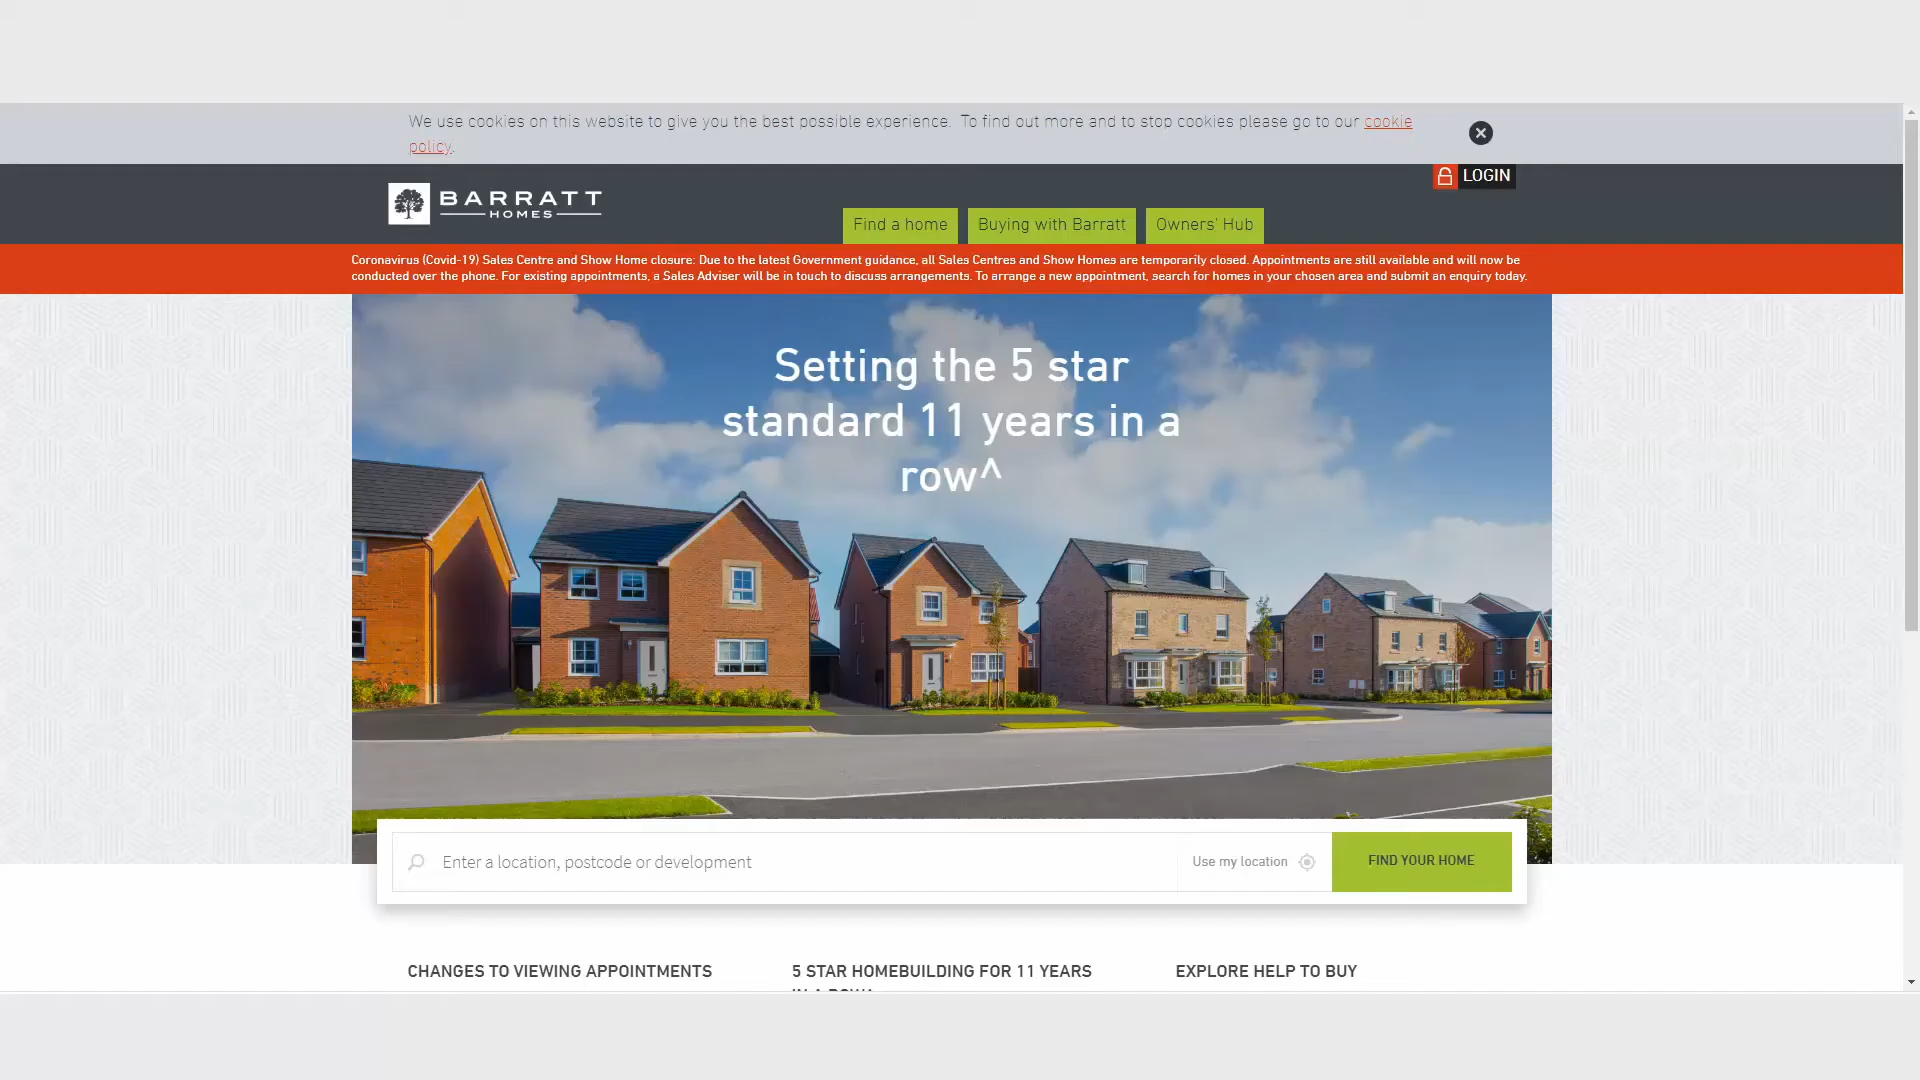 We use cookies on this website to give you the best possible experience. To find out more and to stop cookies please go to our cookie
policy.
LOGIN
BARRATT
HOMES
Find a home
Buying with Barratt
Owners' Hub
Coronavirus (Covid-19) Sales Centre and Show Home closure: Due to the latest Government guidance, all Sales Centres and Show Homes are temporarily closed. Appointments are still available and will now be
conducted over the phone. For existing appointments, a Sales Adviser will be in touch to discuss arrangements. To arrange a new appointment, search for homes in your chosen area and submit an enquiry today.
Setting the 5 star
standard 11 years in a
row^
Enter a location, postcode or development
Use my location
FIND YOUR HOME
CHANGES TO VIEWING APPOINTMENTS
5 STAR HOMEBUILDING FOR 11 YEARS
EXPLORE HELP TO BUY